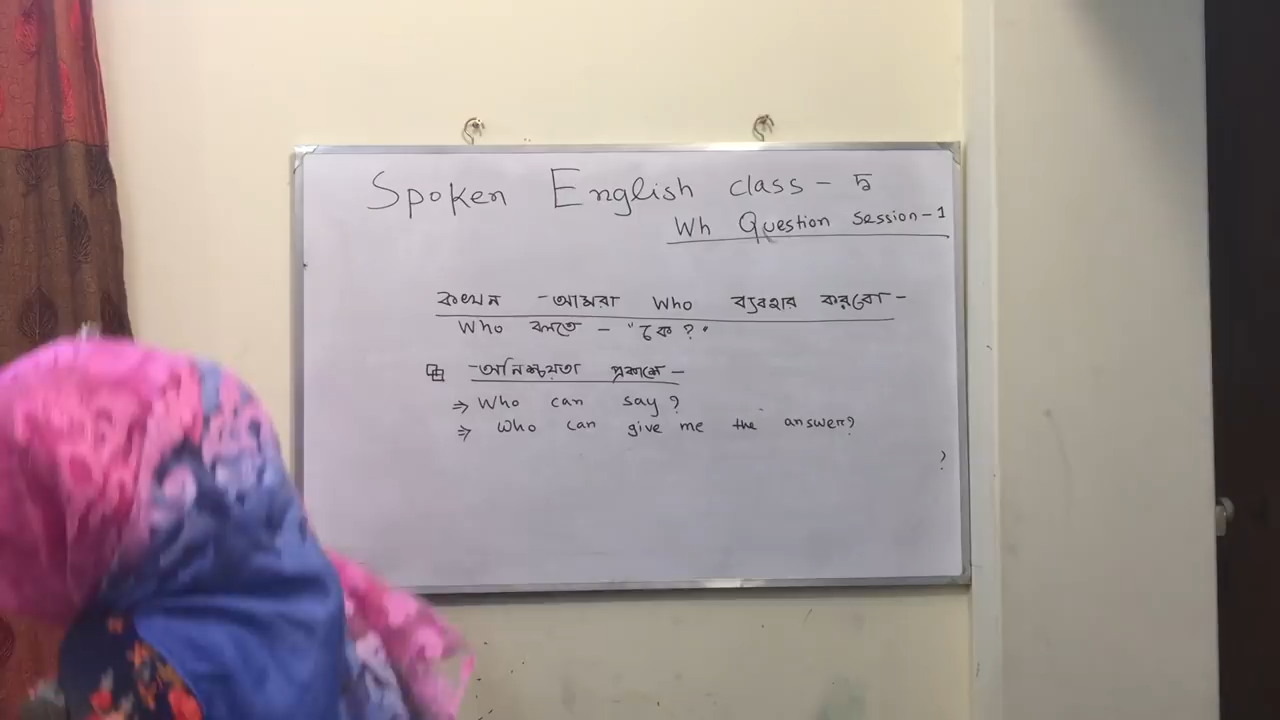 Spoken English class - ৮
Wh Question Session-1
কখন -আমরা Who ব্যবহার করবো -
Who বলতে - "কে?"
-অনিশ্চয়তা প্রকাশে -
⇒ Who can say?
⇒ Who can give me the answer?
?